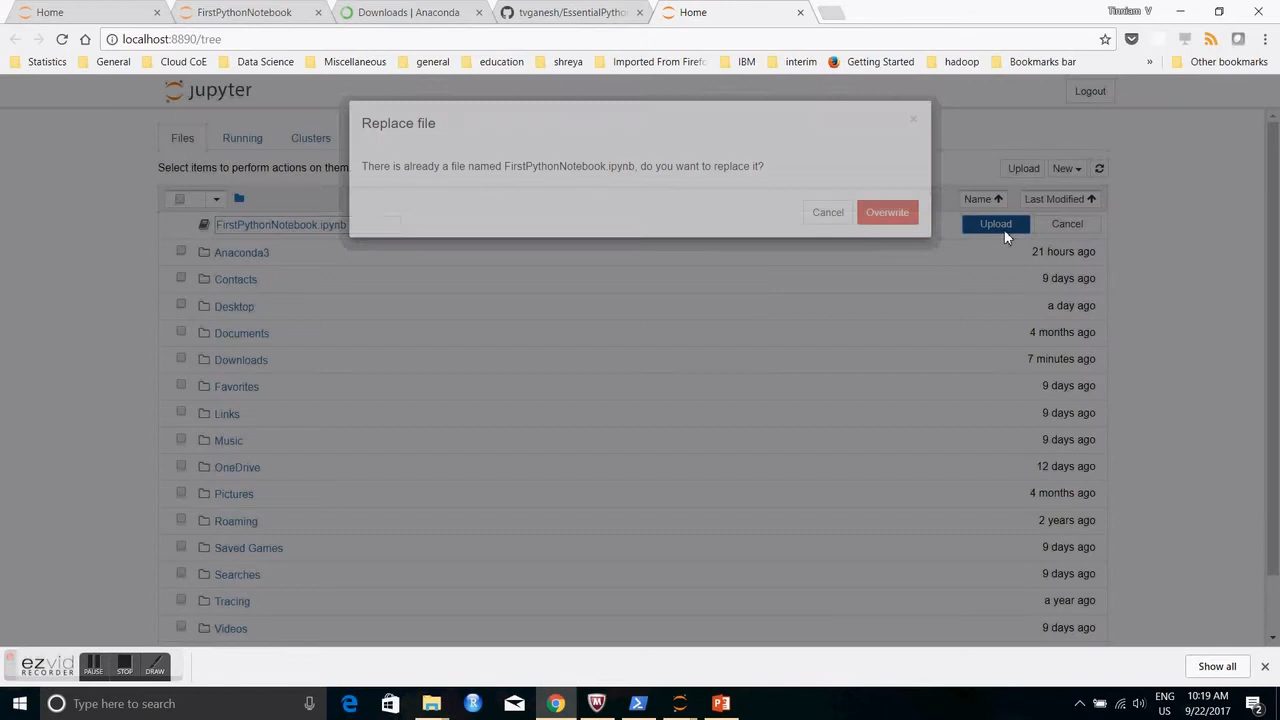 Home
FirstPythonNotebook
Downloads | Anaconda
tvganesh/EssentialPython
Home
localhost:8890/tree
Statistics General Cloud CoE Data Science Miscellaneous general education shreya Imported From Firefo IBM interim Getting Started hadoop Bookmarks bar » Other bookmarks
jupyter
Logout
Replace file
Files Running Clusters
There is already a file named FirstPythonNotebook.ipynb, do you want to replace it?
Select items to perform actions on them
Upload New
Name Last Modified
Cancel Overwrite
FirstPythonNotebook.ipynb
Upload Cancel
Anaconda3 21 hours ago
Contacts 9 days ago
Desktop a day ago
Documents 4 months ago
Downloads 7 minutes ago
Favorites 9 days ago
Links 9 days ago
Music 9 days ago
OneDrive 12 days ago
Pictures 4 months ago
Roaming 2 years ago
Saved Games 9 days ago
Searches 9 days ago
Tracing a year ago
Videos 9 days ago
ezvid
RECORDER
PAUSE STOP DRAW
Show all
Type here to search
ENG 10:19 AM
US 9/22/2017
2